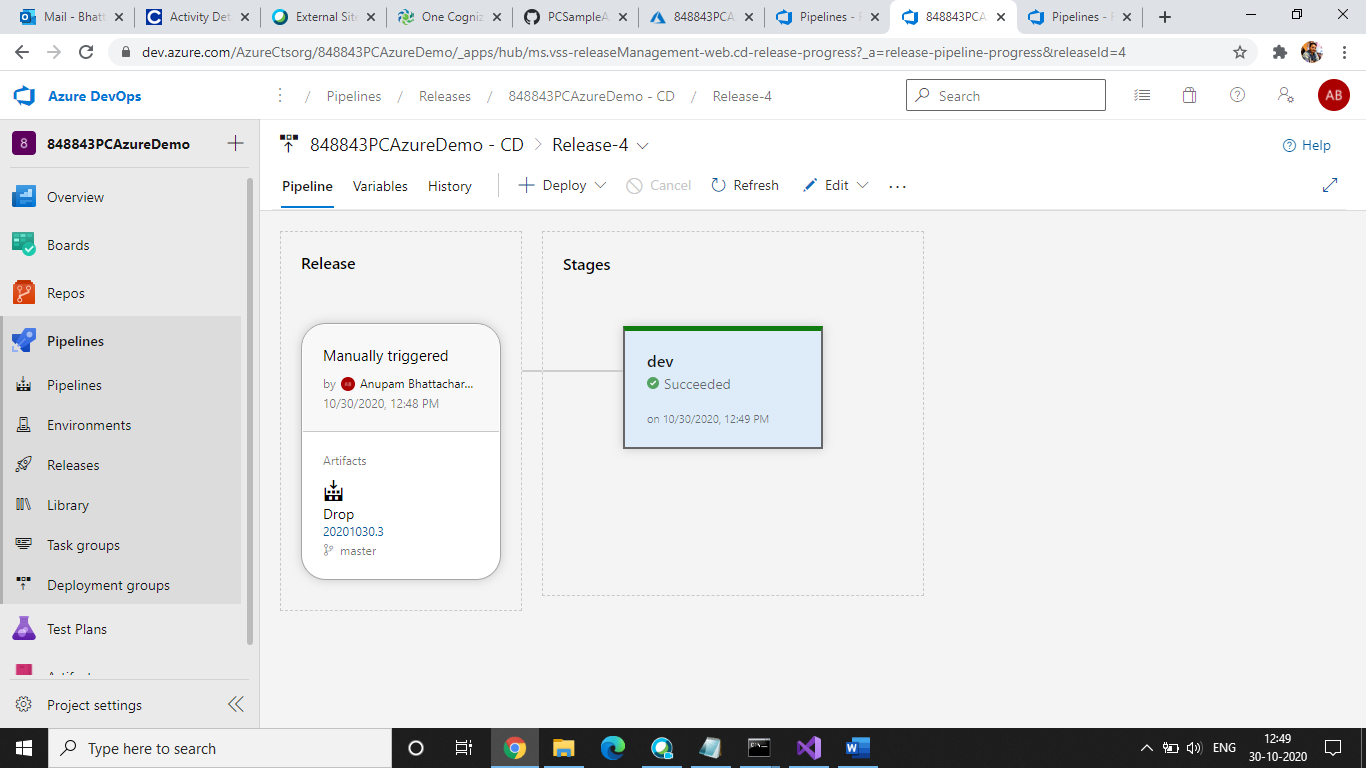 Mail - Bhatt
Activity Det
External Site
One Cogniz
PCSampleA
848843PCA
Pipelines - 
848843PCA
Pipelines - 
dev.azure.com/AzureCtsorg/848843PCAzureDemo/_apps/hub/ms.vss-releaseManagement-web.cd-release-progress?_a=release-pipeline-progress&releaseId=4
Azure DevOps
/ Pipelines / Releases / 848843PCAzureDemo - CD / Release-4
Search
AB
8 848843PCAzureDemo
848843PCAzureDemo - CD > Release-4
Help
Pipeline Variables History Deploy Cancel Refresh Edit ...
Overview
Boards
Repos
Pipelines
Pipelines
Environments
Releases
Library
Task groups
Deployment groups
Test Plans
Project settings
Release
Manually triggered
by AB Anupam Bhattachar...
10/30/2020, 12:48 PM
Artifacts
Drop
20201030.3
master
Stages
dev
Succeeded
on 10/30/2020, 12:49 PM
Type here to search
ENG
12:49
30-10-2020